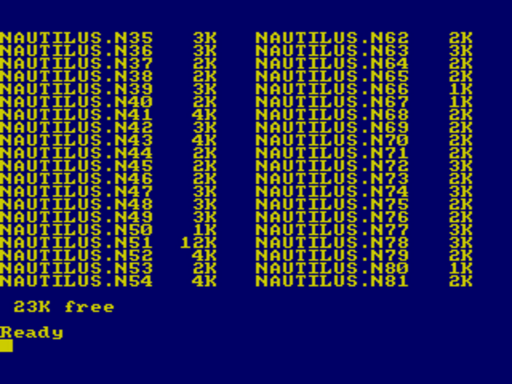 NAUTILUS.N35 3K NAUTILUS.N62 2K
NAUTILUS.N36 3K NAUTILUS.N63 3K
NAUTILUS.N37 2K NAUTILUS.N64 2K
NAUTILUS.N38 2K NAUTILUS.N65 2K
NAUTILUS.N39 3K NAUTILUS.N66 1K
NAUTILUS.N40 2K NAUTILUS.N67 1K
NAUTILUS.N41 4K NAUTILUS.N68 2K
NAUTILUS.N42 3K NAUTILUS.N69 2K
NAUTILUS.N43 4K NAUTILUS.N70 2K
NAUTILUS.N44 2K NAUTILUS.N71 2K
NAUTILUS.N45 2K NAUTILUS.N72 3K
NAUTILUS.N46 2K NAUTILUS.N73 2K
NAUTILUS.N47 3K NAUTILUS.N74 3K
NAUTILUS.N48 3K NAUTILUS.N75 2K
NAUTILUS.N49 3K NAUTILUS.N76 2K
NAUTILUS.N50 1K NAUTILUS.N77 3K
NAUTILUS.N51 12K NAUTILUS.N78 3K
NAUTILUS.N52 4K NAUTILUS.N79 2K
NAUTILUS.N53 2K NAUTILUS.N80 1K
NAUTILUS.N54 4K NAUTILUS.N81 2K
23K free
Ready